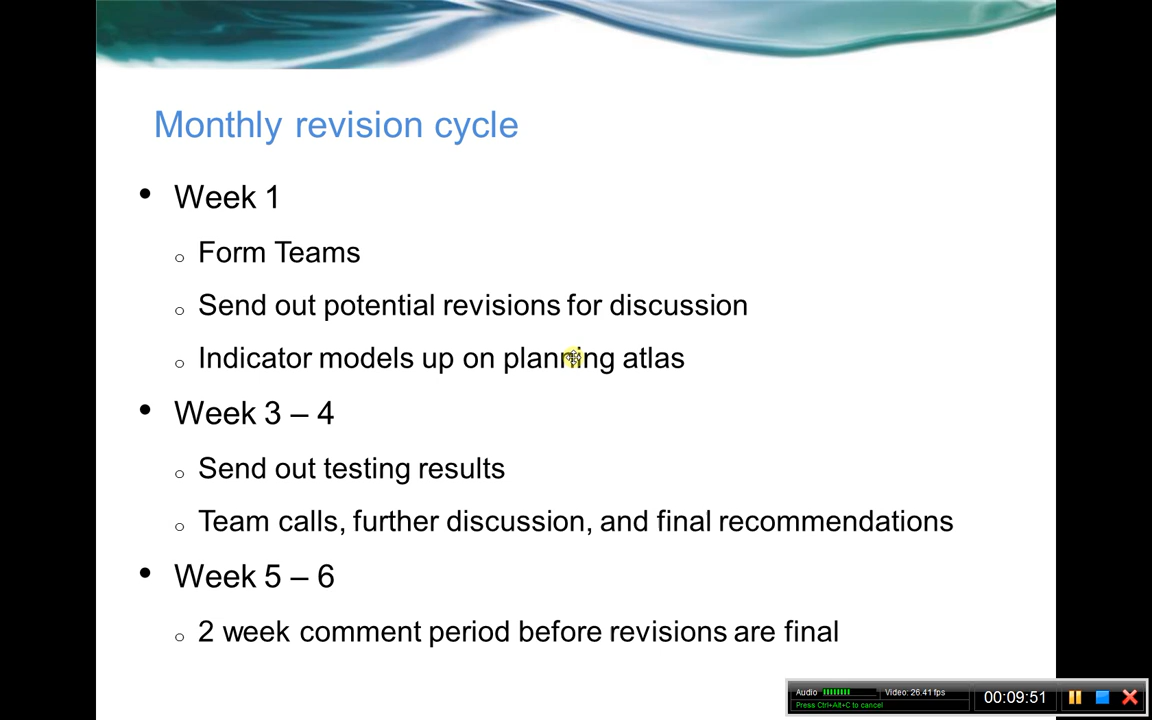 Monthly revision cycle
• Week 1
o Form Teams
o Send out potential revisions for discussion
o Indicator models up on planning atlas
• Week 3 – 4
o Send out testing results
o Team calls, further discussion, and final recommendations
• Week 5 – 6
o 2 week comment period before revisions are final
Audio Video: 26.41 fps 00:09:51
Press Ctrl+Alt+C to cancel